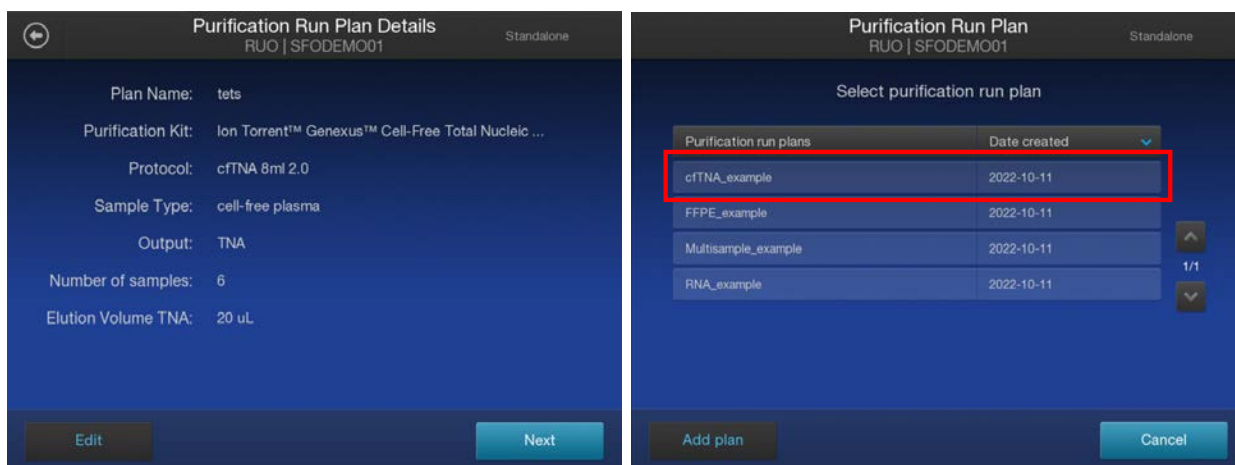 Purification Run Plan Details
RUO | SFODEMO01
Standalone
Plan Name: tets
Purification Kit: Ion Torrent™ Genexus™ Cell-Free Total Nucleic ...
Protocol: cfTNA 8ml 2.0
Sample Type: cell-free plasma
Output: TNA
Number of samples: 6
Elution Volume TNA: 20 uL
Edit
Next
Purification Run Plan
RUO | SFODEMO01
Standalone
Select purification run plan
Purification run plans Date created
cfTNA_example 2022-10-11
FFPE_example 2022-10-11
Multisample_example 2022-10-11
RNA_example 2022-10-11
1/1
Add plan
Cancel